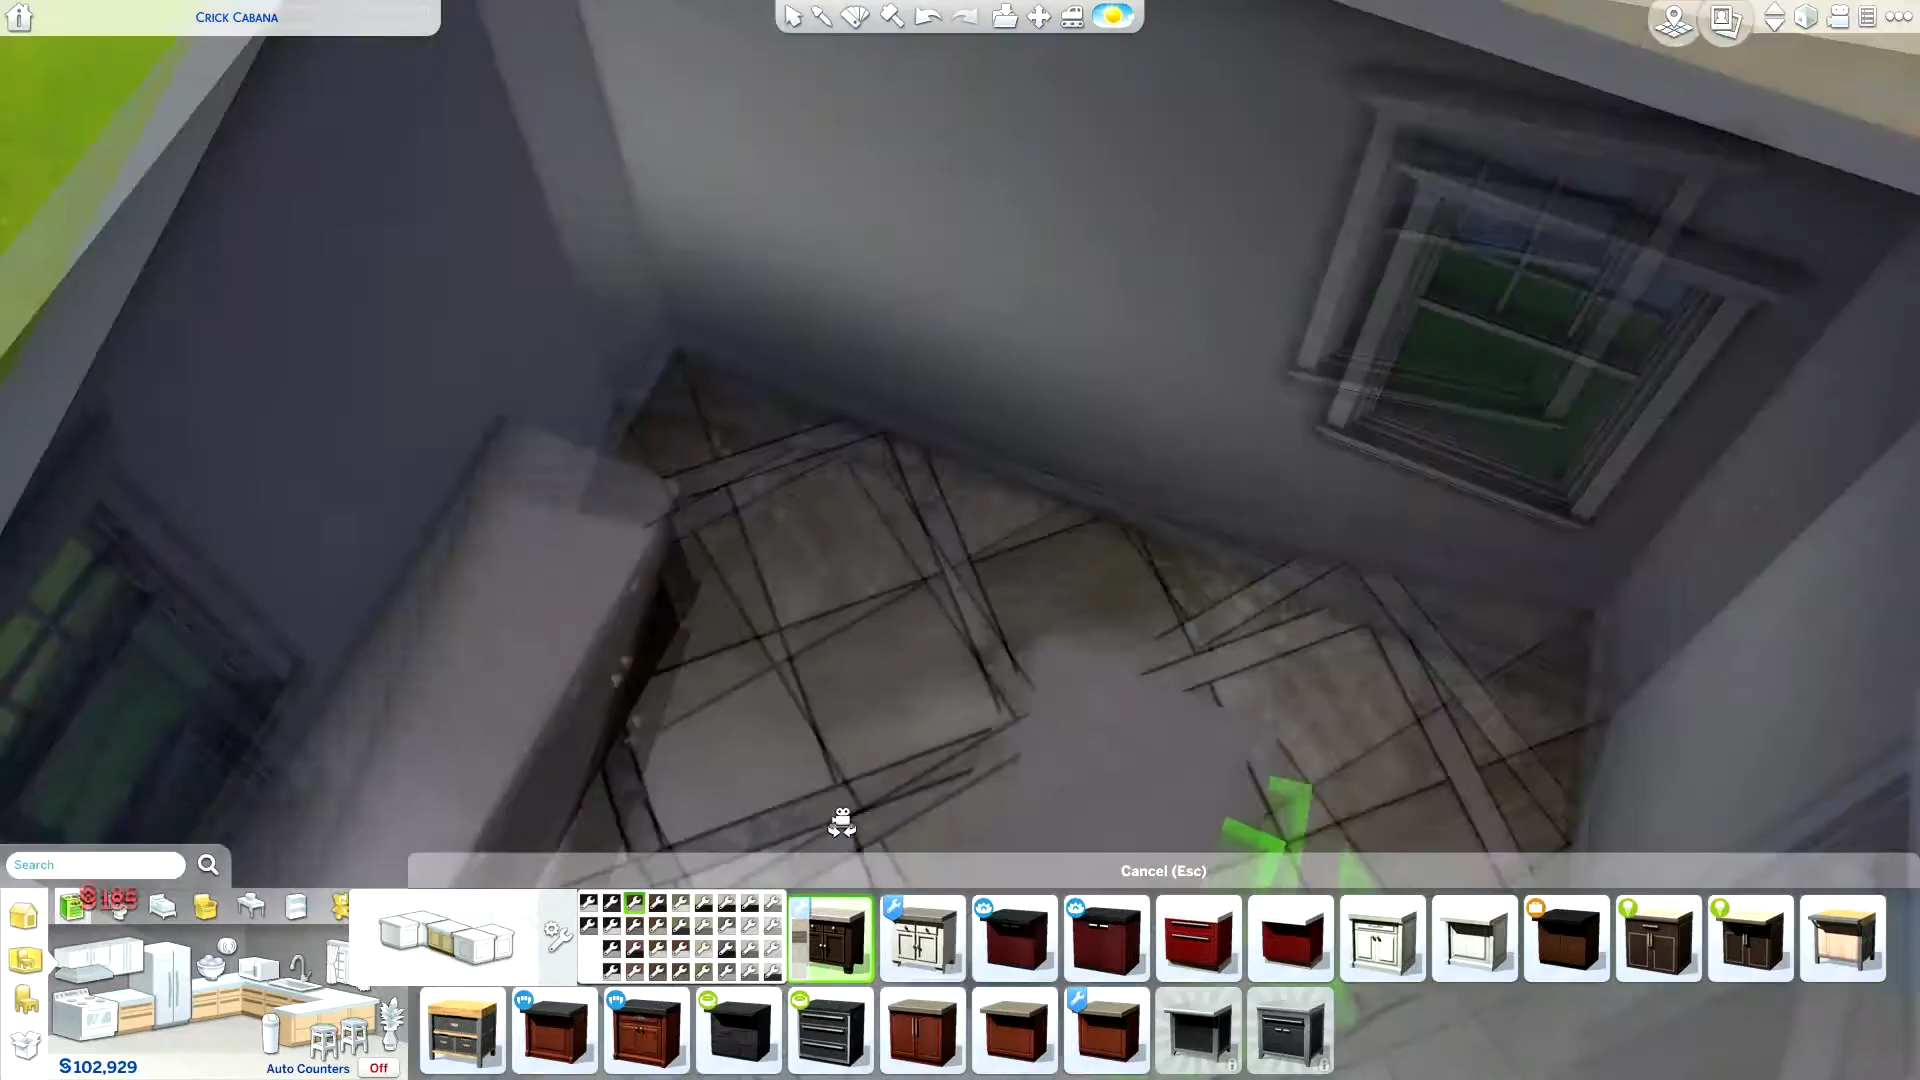 Crick Cabana
Cancel (Esc)
Search
§185
§102,929
Auto Counters
Off